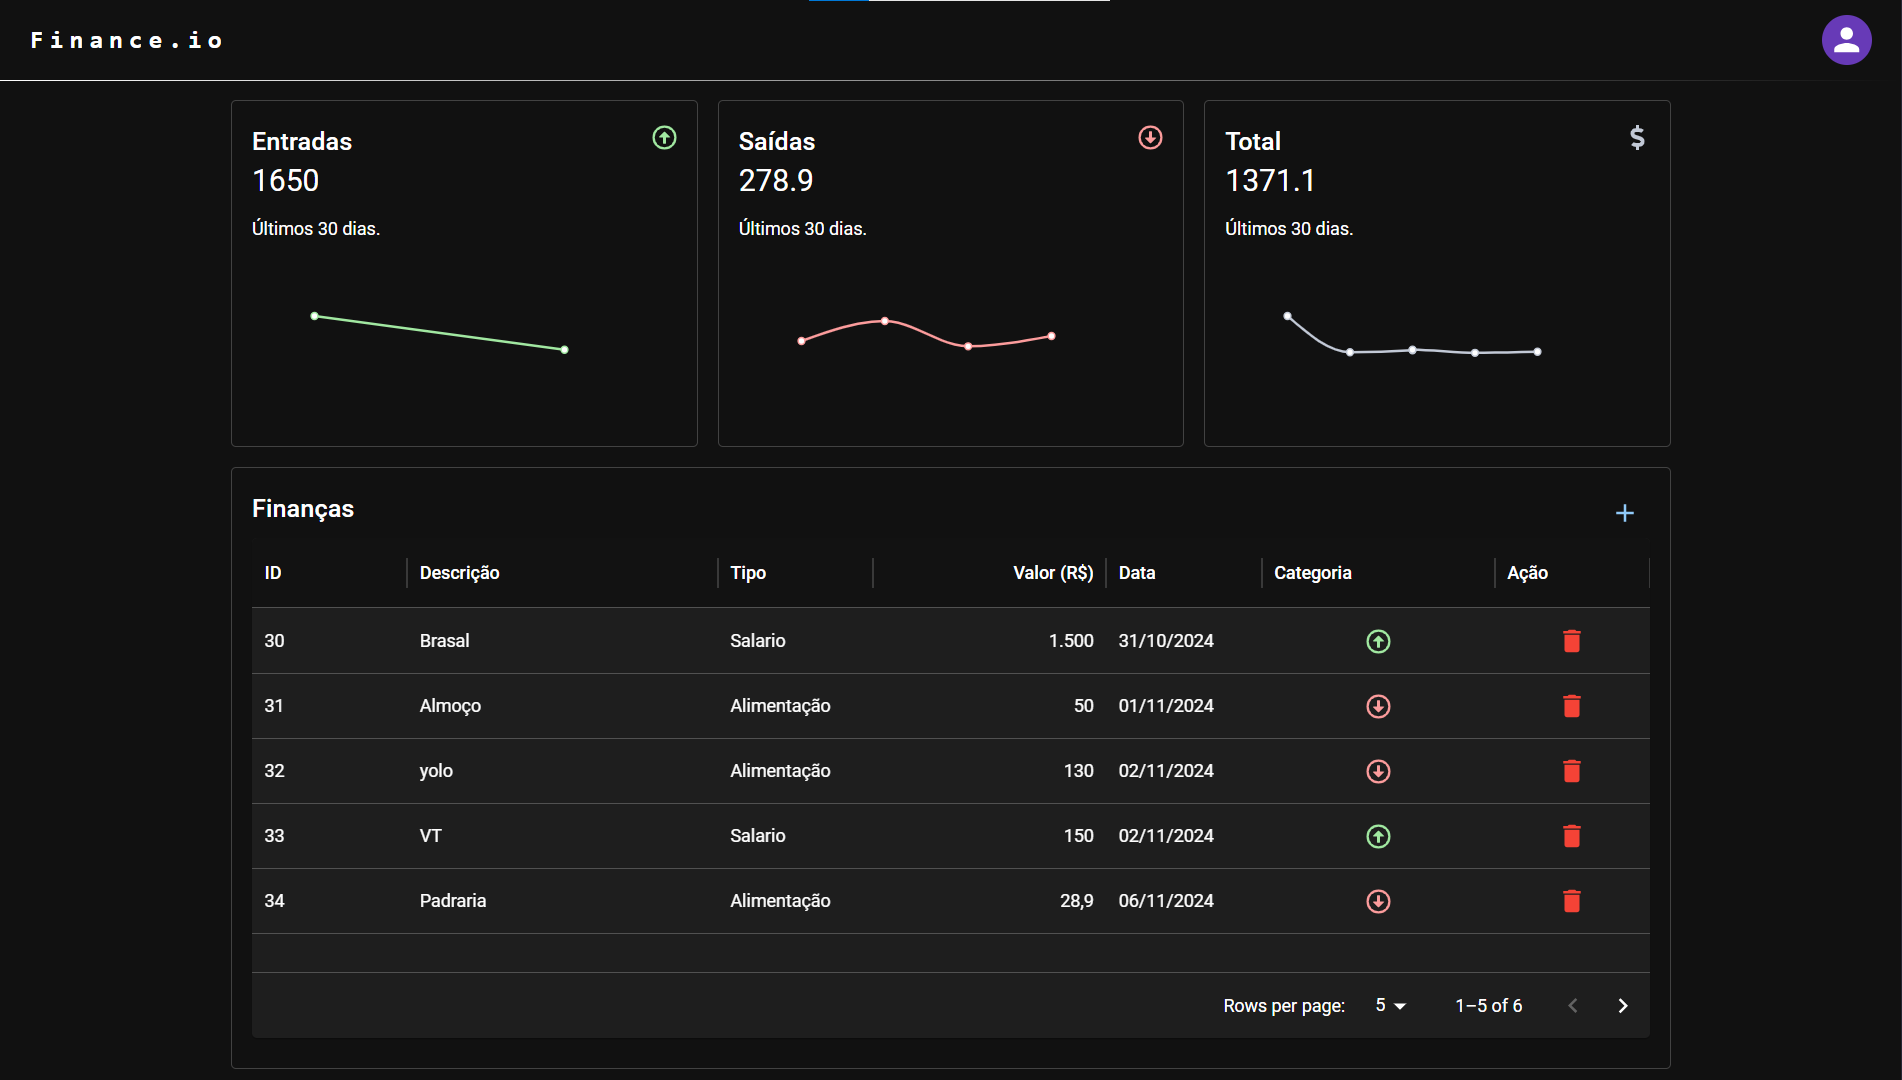 Finance.io
Entradas
1650
Últimos 30 dias.
Saídas
278.9
Últimos 30 dias.
Total
$
1371.1
Últimos 30 dias.
Finanças
ID Descrição Tipo Valor (R$) Data Categoria Ação
30 Brasal Salario 1.500 31/10/2024
31 Almoço Alimentação 50 01/11/2024
32 yolo Alimentação 130 02/11/2024
33 VT Salario 150 02/11/2024
34 Padraria Alimentação 28,9 06/11/2024
Rows per page: 5 1–5 of 6